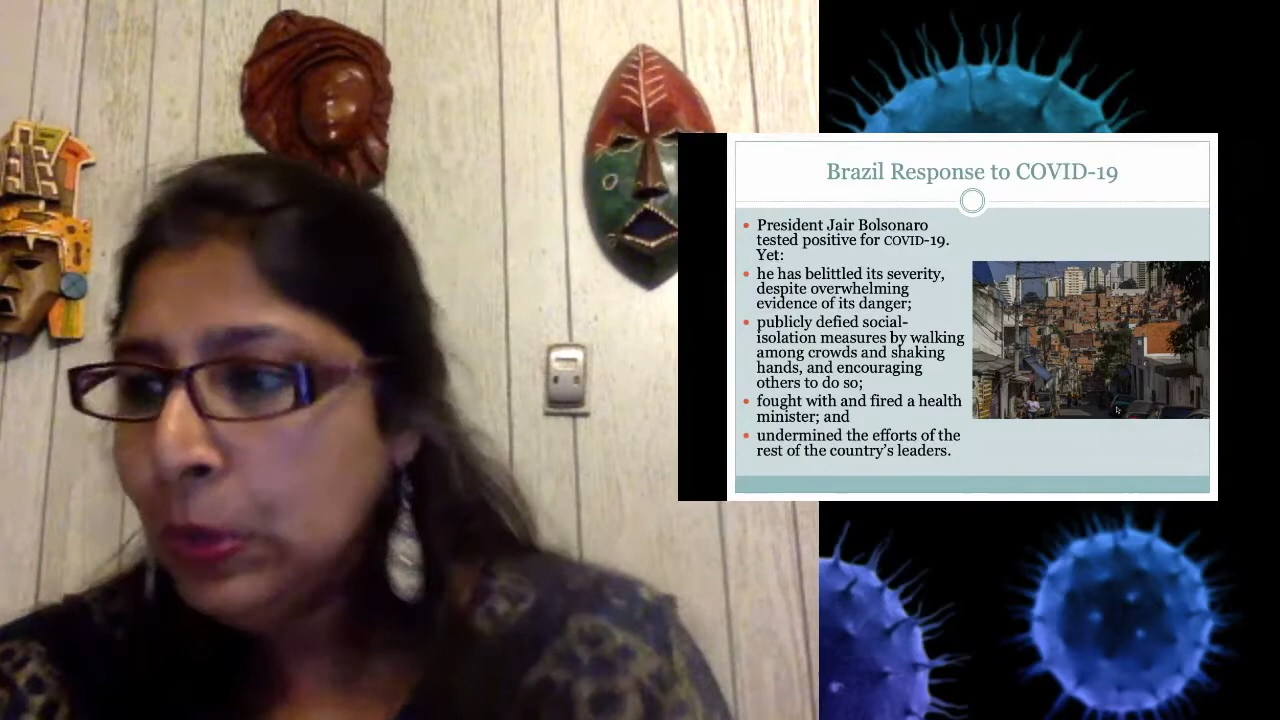 Brazil Response to COVID-19
President Jair Bolsonaro
tested positive for COVID-19.
Yet:
he has belittled its severity,
despite overwhelming
evidence of its danger;
publicly defied social-
isolation measures by walking
among crowds and shaking
hands, and encouraging
others to do so;
fought with and fired a health
minister; and
undermined the efforts of the
rest of the country's leaders.